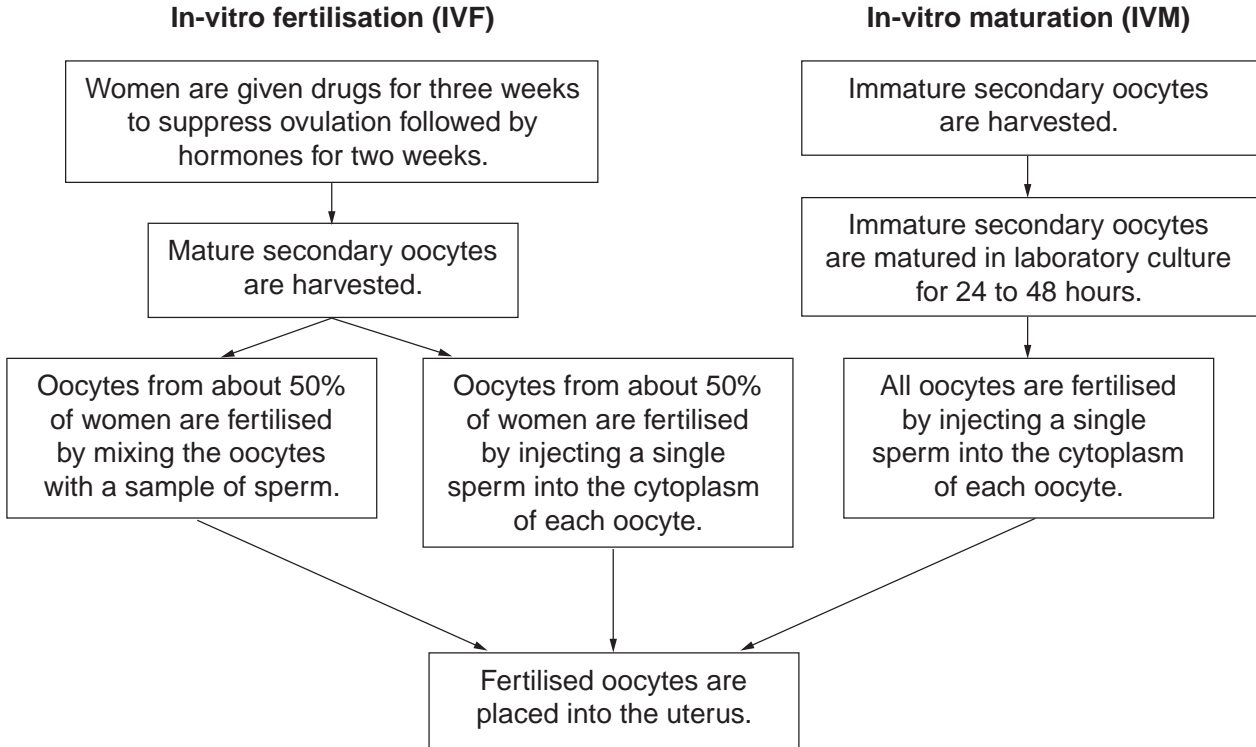 In-vitro fertilisation (IVF)
Women are given drugs for three weeks
to suppress ovulation followed by
hormones for two weeks.
Mature secondary oocytes
are harvested.
Oocytes from about 50%
of women are fertilised
by mixing the oocytes
with a sample of sperm.
Oocytes from about 50%
of women are fertilised
by injecting a single
sperm into the cytoplasm
of each oocyte.
In-vitro maturation (IVM)
Immature secondary oocytes
are harvested.
Immature secondary oocytes
are matured in laboratory culture
for 24 to 48 hours.
All oocytes are fertilised
by injecting a single
sperm into the cytoplasm
of each oocyte.
Fertilised oocytes are
placed into the uterus.